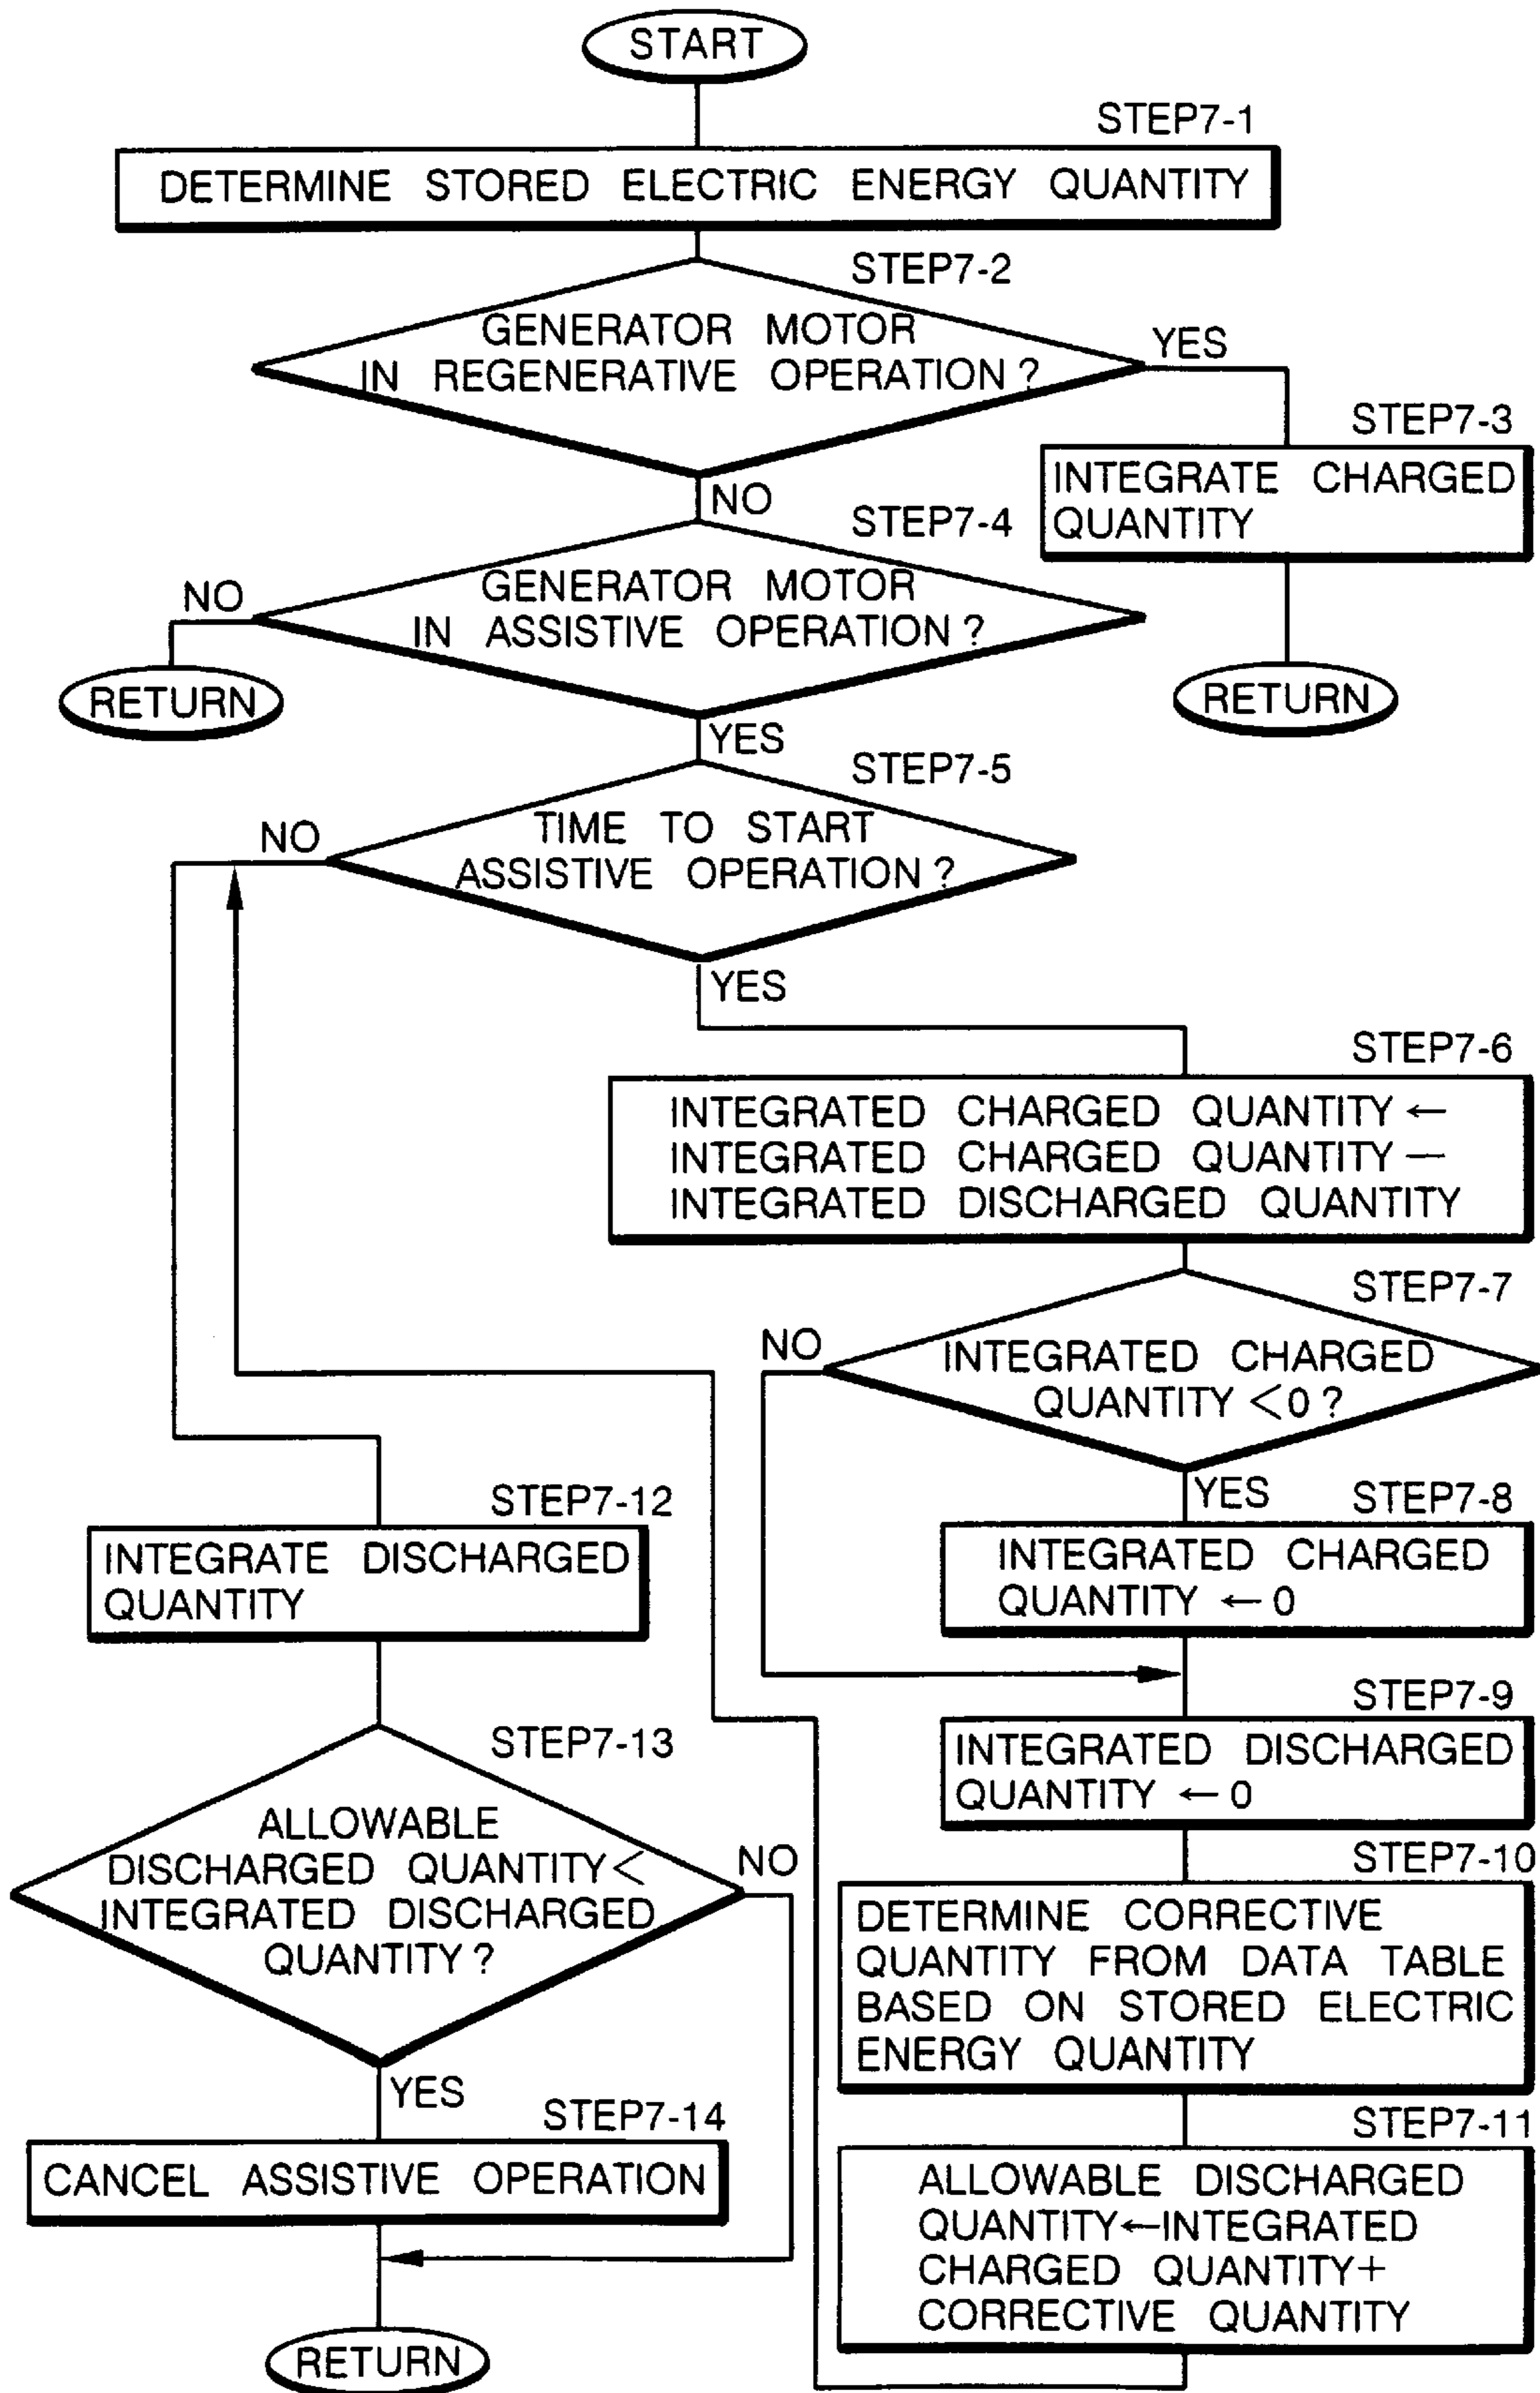 START
STEP7-1
DETERMINE STORED ELECTRIC ENERGY QUANTITY
STEP7-2
GENERATOR MOTOR
IN REGENERATIVE OPERATION?
YES
STEP7-3
INTEGRATE CHARGED
QUANTITY
RETURN
NO
STEP7-4
GENERATOR MOTOR
IN ASSISTIVE OPERATION?
NO
RETURN
YES
STEP7-5
TIME TO START
ASSISTIVE OPERATION?
NO
YES
STEP7-6
INTEGRATED CHARGED QUANTITY←
INTEGRATED CHARGED QUANTITY—
INTEGRATED DISCHARGED QUANTITY
STEP7-7
INTEGRATED CHARGED
QUANTITY <0?
NO
YES
STEP7-8
INTEGRATED CHARGED
QUANTITY ←0
STEP7-9
INTEGRATED DISCHARGED
QUANTITY ←0
STEP7-10
DETERMINE CORRECTIVE
QUANTITY FROM DATA TABLE
BASED ON STORED ELECTRIC
ENERGY QUANTITY
STEP7-11
ALLOWABLE DISCHARGED
QUANTITY←INTEGRATED
CHARGED QUANTITY+
CORRECTIVE QUANTITY
STEP7-12
INTEGRATE DISCHARGED
QUANTITY
STEP7-13
ALLOWABLE
DISCHARGED QUANTITY<
INTEGRATED DISCHARGED
QUANTITY?
NO
YES
STEP7-14
CANCEL ASSISTIVE OPERATION
RETURN